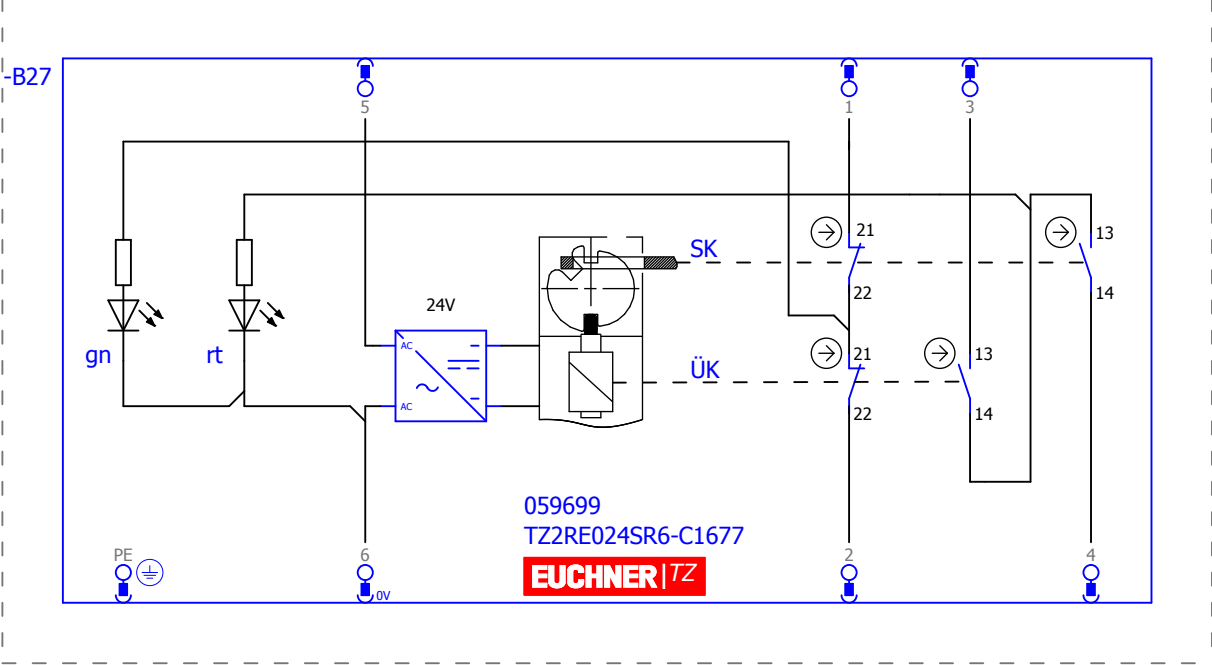 -B27
5
1
3
21
13
SK
22
14
24V
gn
rt
AC
AC
21
13
ÜK
22
14
059699
TZ2RE024SR6-C1677
EUCHNER|TZ
PE
6
0V
2
4